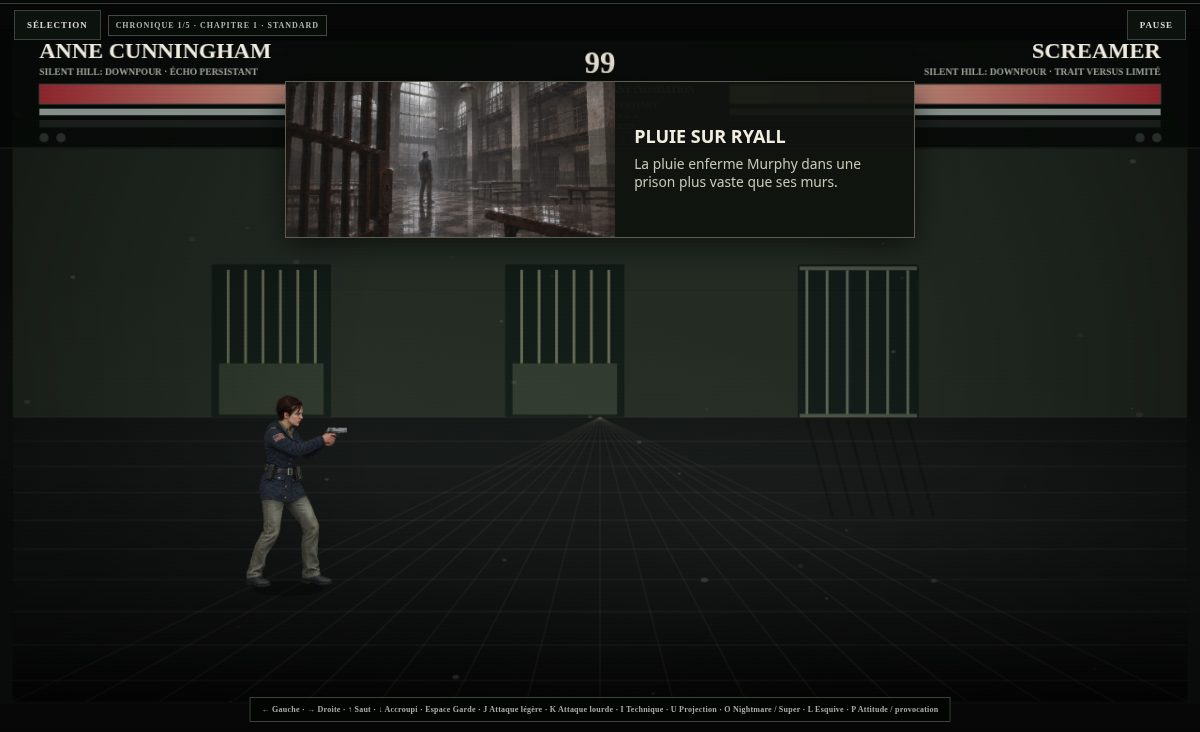 SÉLECTION
CHRONIQUE 1/5 · CHAPITRE 1 · STANDARD
PAUSE
ANNE CUNNINGHAM
99
SCREAMER
SILENT HILL: DOWNPOUR · ÉCHO PERSISTANT
SILENT HILL: DOWNPOUR · TRAIT VERSUS LIMITÉ
PLUIE SUR RYALL
La pluie enferme Murphy dans une
prison plus vaste que ses murs.
← Gauche · → Droite · ↑ Saut · ↓ Accroupi · Espace Garde · J Attaque légère · K Attaque lourde · I Technique · U Projection · O Nightmare / Super · L Esquive · P Attitude / provocation